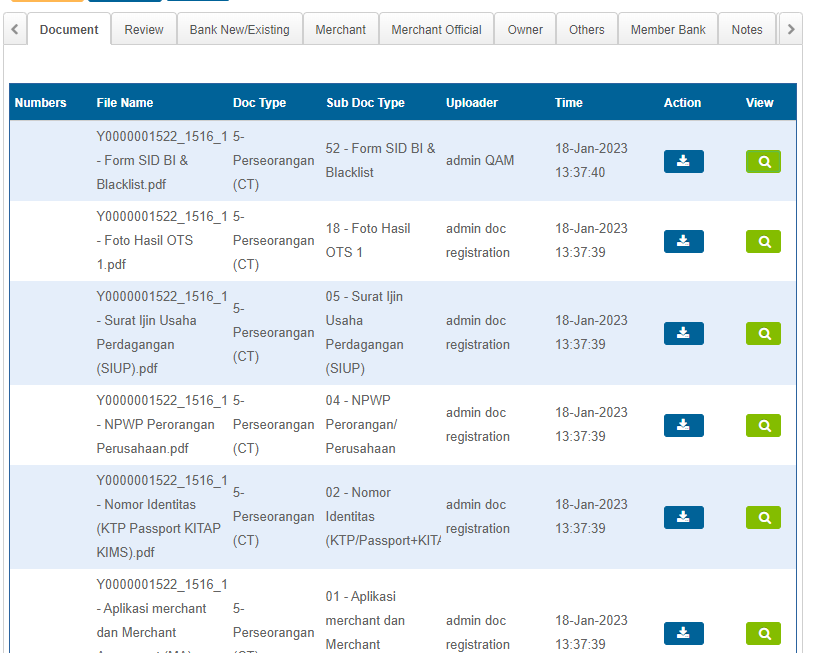 Document Review Bank New/Existing Merchant Merchant Official Owner Others Member Bank Notes
Numbers File Name Doc Type Sub Doc Type Uploader Time Action View
Y0000001522_1516_1
- Form SID BI &
Blacklist.pdf
5-
Perseorangan
(CT)
52 - Form SID BI &
Blacklist
admin QAM
18-Jan-2023
13:37:40
Y0000001522_1516_1
- Foto Hasil OTS
1.pdf
5-
Perseorangan
(CT)
18 - Foto Hasil
OTS 1
admin doc
registration
18-Jan-2023
13:37:39
Y0000001522_1516_1
- Surat Ijin Usaha
Perdagangan
(SIUP).pdf
5-
Perseorangan
(CT)
05 - Surat Ijin
Usaha
Perdagangan
(SIUP)
admin doc
registration
18-Jan-2023
13:37:39
Y0000001522_1516_1
- NPWP Perorangan
Perusahaan.pdf
5-
Perseorangan
(CT)
04 - NPWP
Perorangan/
Perusahaan
admin doc
registration
18-Jan-2023
13:37:39
Y0000001522_1516_1
- Nomor Identitas
(KTP Passport KITAP
KIMS).pdf
5-
Perseorangan
(CT)
02 - Nomor
Identitas
(KTP/Passport+KITA
admin doc
registration
18-Jan-2023
13:37:39
Y0000001522_1516_1
- Aplikasi merchant
dan Merchant
5-
Perseorangan
01 - Aplikasi
merchant dan
Merchant
admin doc
registration
18-Jan-2023
13:37:39